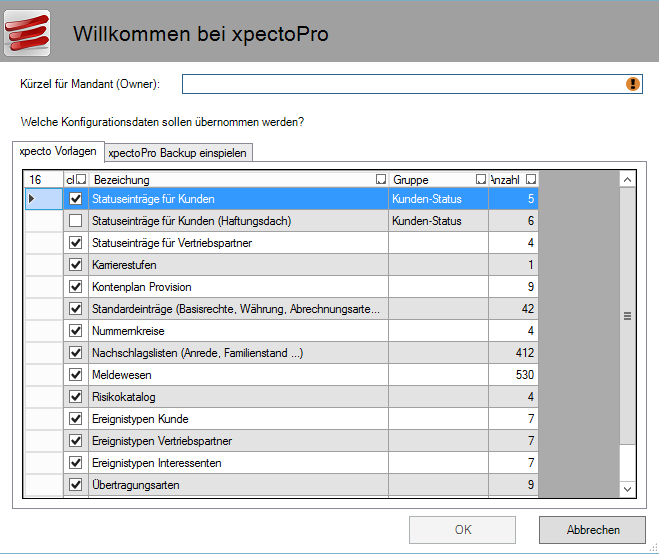 Willkommen bei xpectoPro
Kürzel für Mandant (Owner):
Welche Konfigurationsdaten sollen übernommen werden?
xpecto Vorlagen xpectoPro Backup einspielen
16 cl Bezeichung Gruppe Anzahl
Statuseinträge für Kunden Kunden-Status 5
Statuseinträge für Kunden (Haftungsdach) Kunden-Status 6
Statuseinträge für Vertriebspartner 4
Karrierestufen 1
Kontenplan Provision 9
Standardeinträge (Basisrechte, Währung, Abrechnungsarte... 42
Nummernkreise 4
Nachschlagslisten (Anrede, Familienstand ...) 412
Meldewesen 530
Risikokatalog 4
Ereignistypen Kunde 7
Ereignistypen Vertriebspartner 7
Ereignistypen Interessenten 7
Übertragungsarten 9
OK Abbrechen